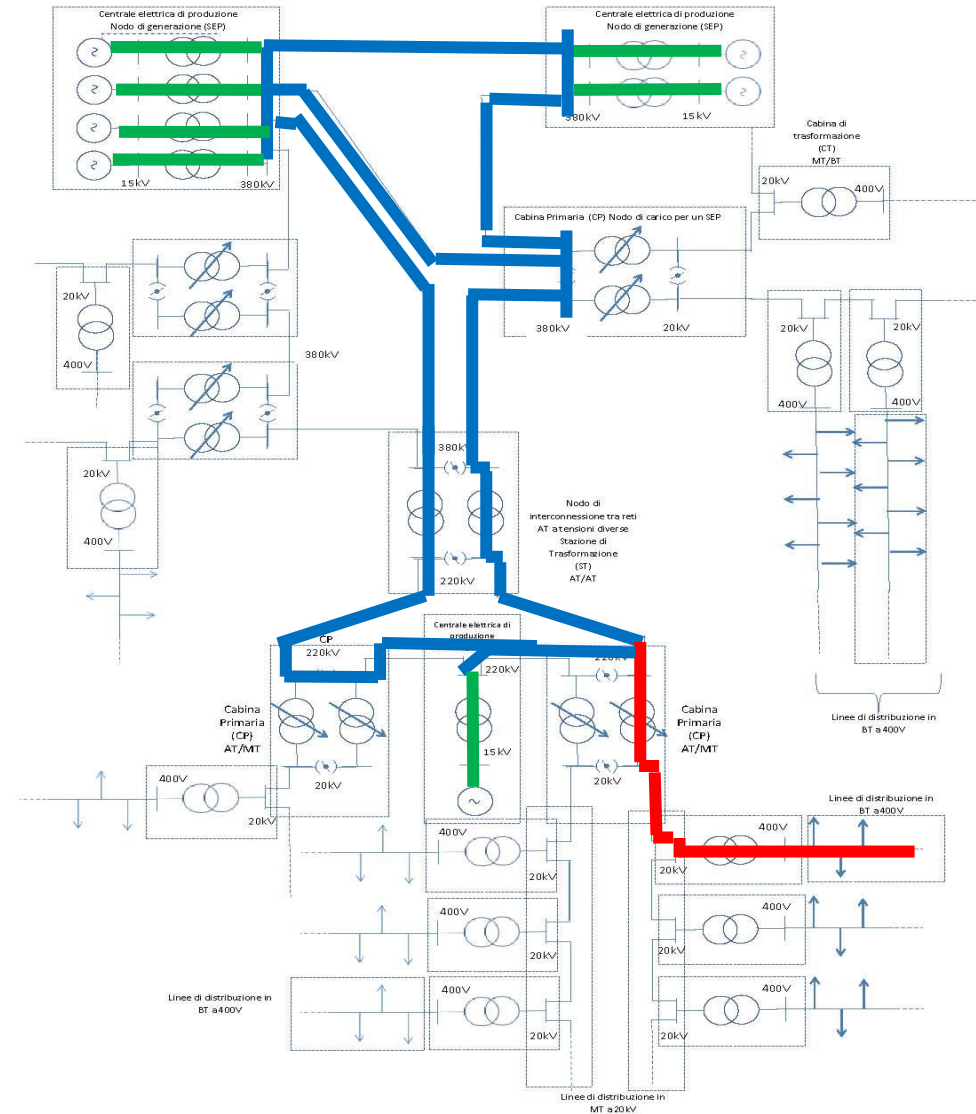 Centrale elettrica di produzione
Nodo di generazione (SEP)
Centrale elettrica di produzione
Nodo di generazione (SEP)
~
~
~
~
~
~
15kV
380kV
380kV
15kV
Cabina di
trasformazione
(CT)
MT/BT
20kV
400V
Cabina Primaria (CP) Nodo di carico per un SEP
380kV
20kV
20kV
400V
380kV
20kV
20kV
400V
400V
20kV
400V
380kV
220kV
Nodo di
interconnessione tra reti
AT a tensioni diverse
Stazione di
Trasformazione
(ST)
AT/AT
Centrale elettrica di
produzione
CP
220kV
220kV
220kV
Cabina
Primaria
(CP)
AT/MT
15kV
~
Cabina
Primaria
(CP)
AT/MT
20kV
20kV
Linee di distribuzione in
BT a 400V
400V
20kV
Linee di distribuzione in
BT a 400V
400V
20kV
400V
20kV
400V
20kV
400V
20kV
Linee di distribuzione in
BT a 400V
400V
20kV
400V
20kV
Linee di distribuzione in
MT a 20kV